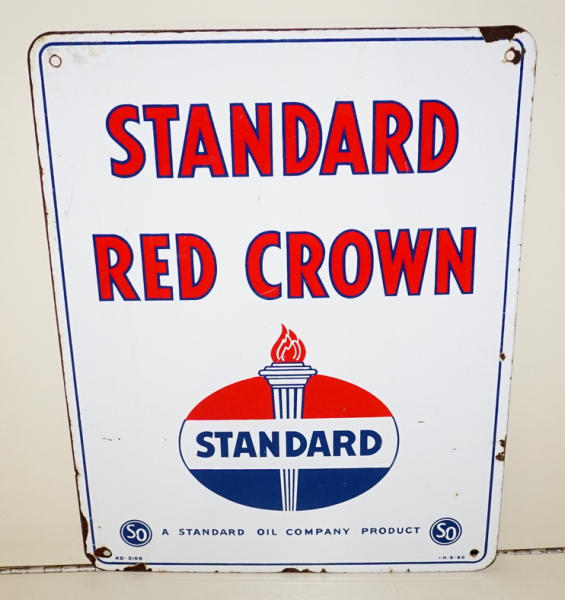 STANDARD
RED CROWN
STANDARD
SO A STANDARD OIL COMPANY PRODUCT SO